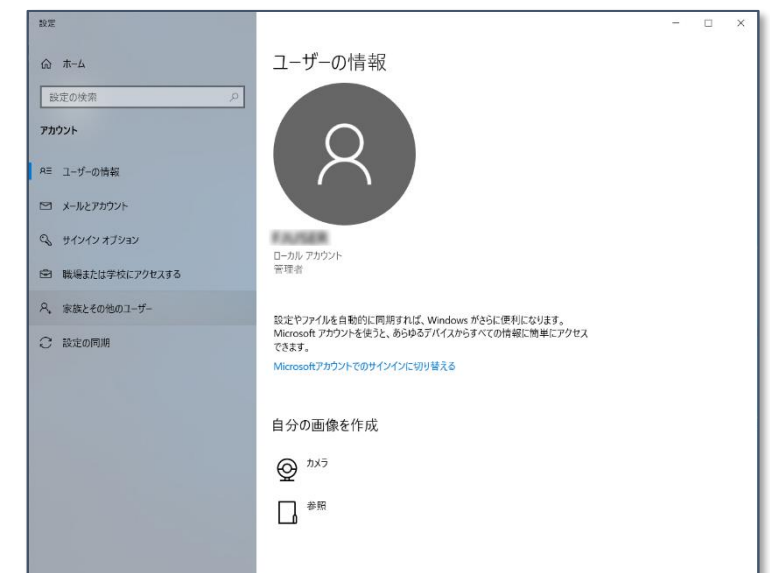 設定
ホーム
設定の検索
アカウント
ユーザーの情報
メールとアカウント
サインイン オプション
職場または学校にアクセスする
家族とその他のユーザー
設定の同期
ユーザーの情報
ローカル アカウント
管理者
設定やファイルを自動的に同期すれば、Windows がさらに便利になります。
Microsoft アカウントを使うと、あらゆるデバイスからすべての情報に簡単にアクセス
できます。
Microsoftアカウントでのサインインに切り替える
自分の画像を作成
カメラ
参照